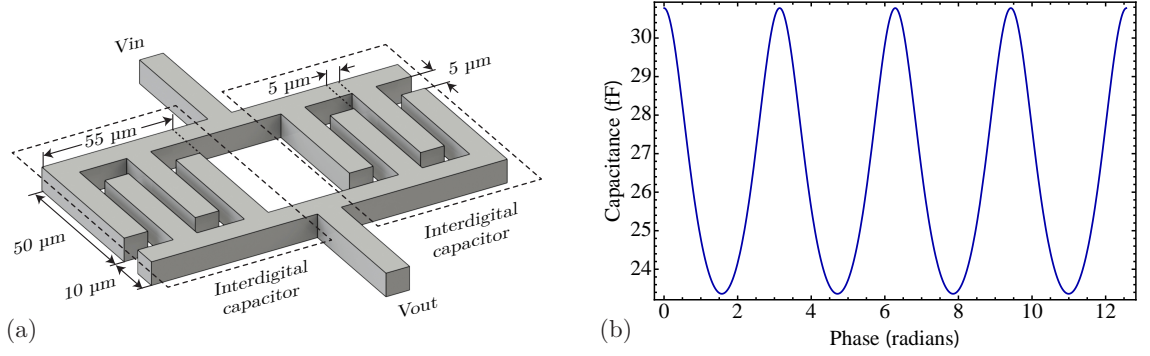 Vin
5 µm
5 µm
55 µm
50 µm
10 µm
Interdigital
capacitor
Interdigital
capacitor
Vout
(a)
Capacitance (fF)
31
30
29
28
27
26
25
24
0
2
4
6
8
10
12
Phase (radians)
(b)